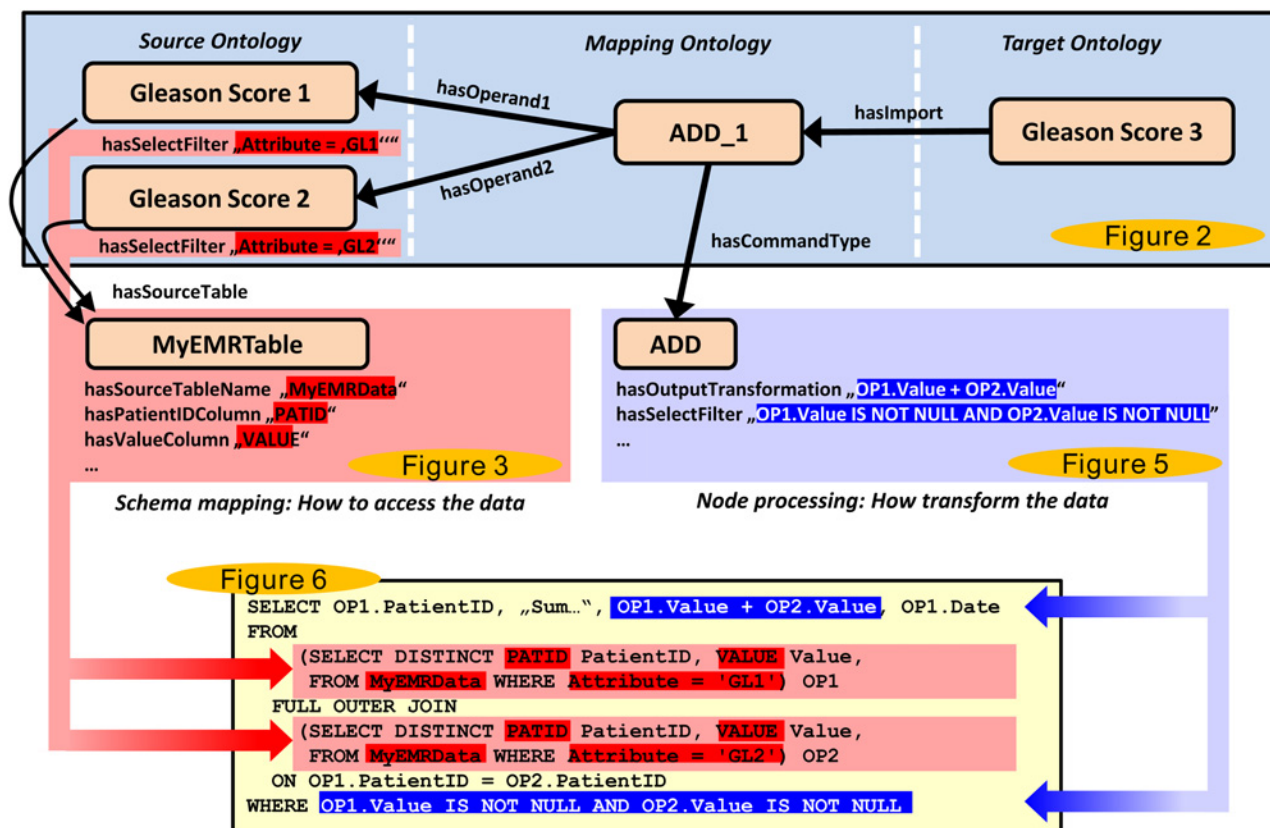 Source Ontology
Mapping Ontology
Target Ontology
Gleason Score 1
hasOperand1
ADD_1
hasImport
Gleason Score 3
hasSelectFilter „Attribute = ‚GL1‘“
Gleason Score 2
hasOperand2
hasSelectFilter „Attribute = ‚GL2‘“
hasCommandType
Figure 2
hasSourceTable
MyEMRTable
hasSourceTableName „MyEMRData“
hasPatientIDColumn „PATID“
hasValueColumn „VALUE“
...
Figure 3
Schema mapping: How to access the data
ADD
hasOutputTransformation „OP1.Value + OP2.Value“
hasSelectFilter „OP1.Value IS NOT NULL AND OP2.Value IS NOT NULL”
...
Figure 5
Node processing: How transform the data
Figure 6
SELECT OP1.PatientID, „Sum…“, OP1.Value + OP2.Value, OP1.Date
FROM
(SELECT DISTINCT PATID PatientID, VALUE Value,
FROM MyEMRData WHERE Attribute = 'GL1') OP1
FULL OUTER JOIN
(SELECT DISTINCT PATID PatientID, VALUE Value,
FROM MyEMRData WHERE Attribute = 'GL2') OP2
ON OP1.PatientID = OP2.PatientID
WHERE OP1.Value IS NOT NULL AND OP2.Value IS NOT NULL